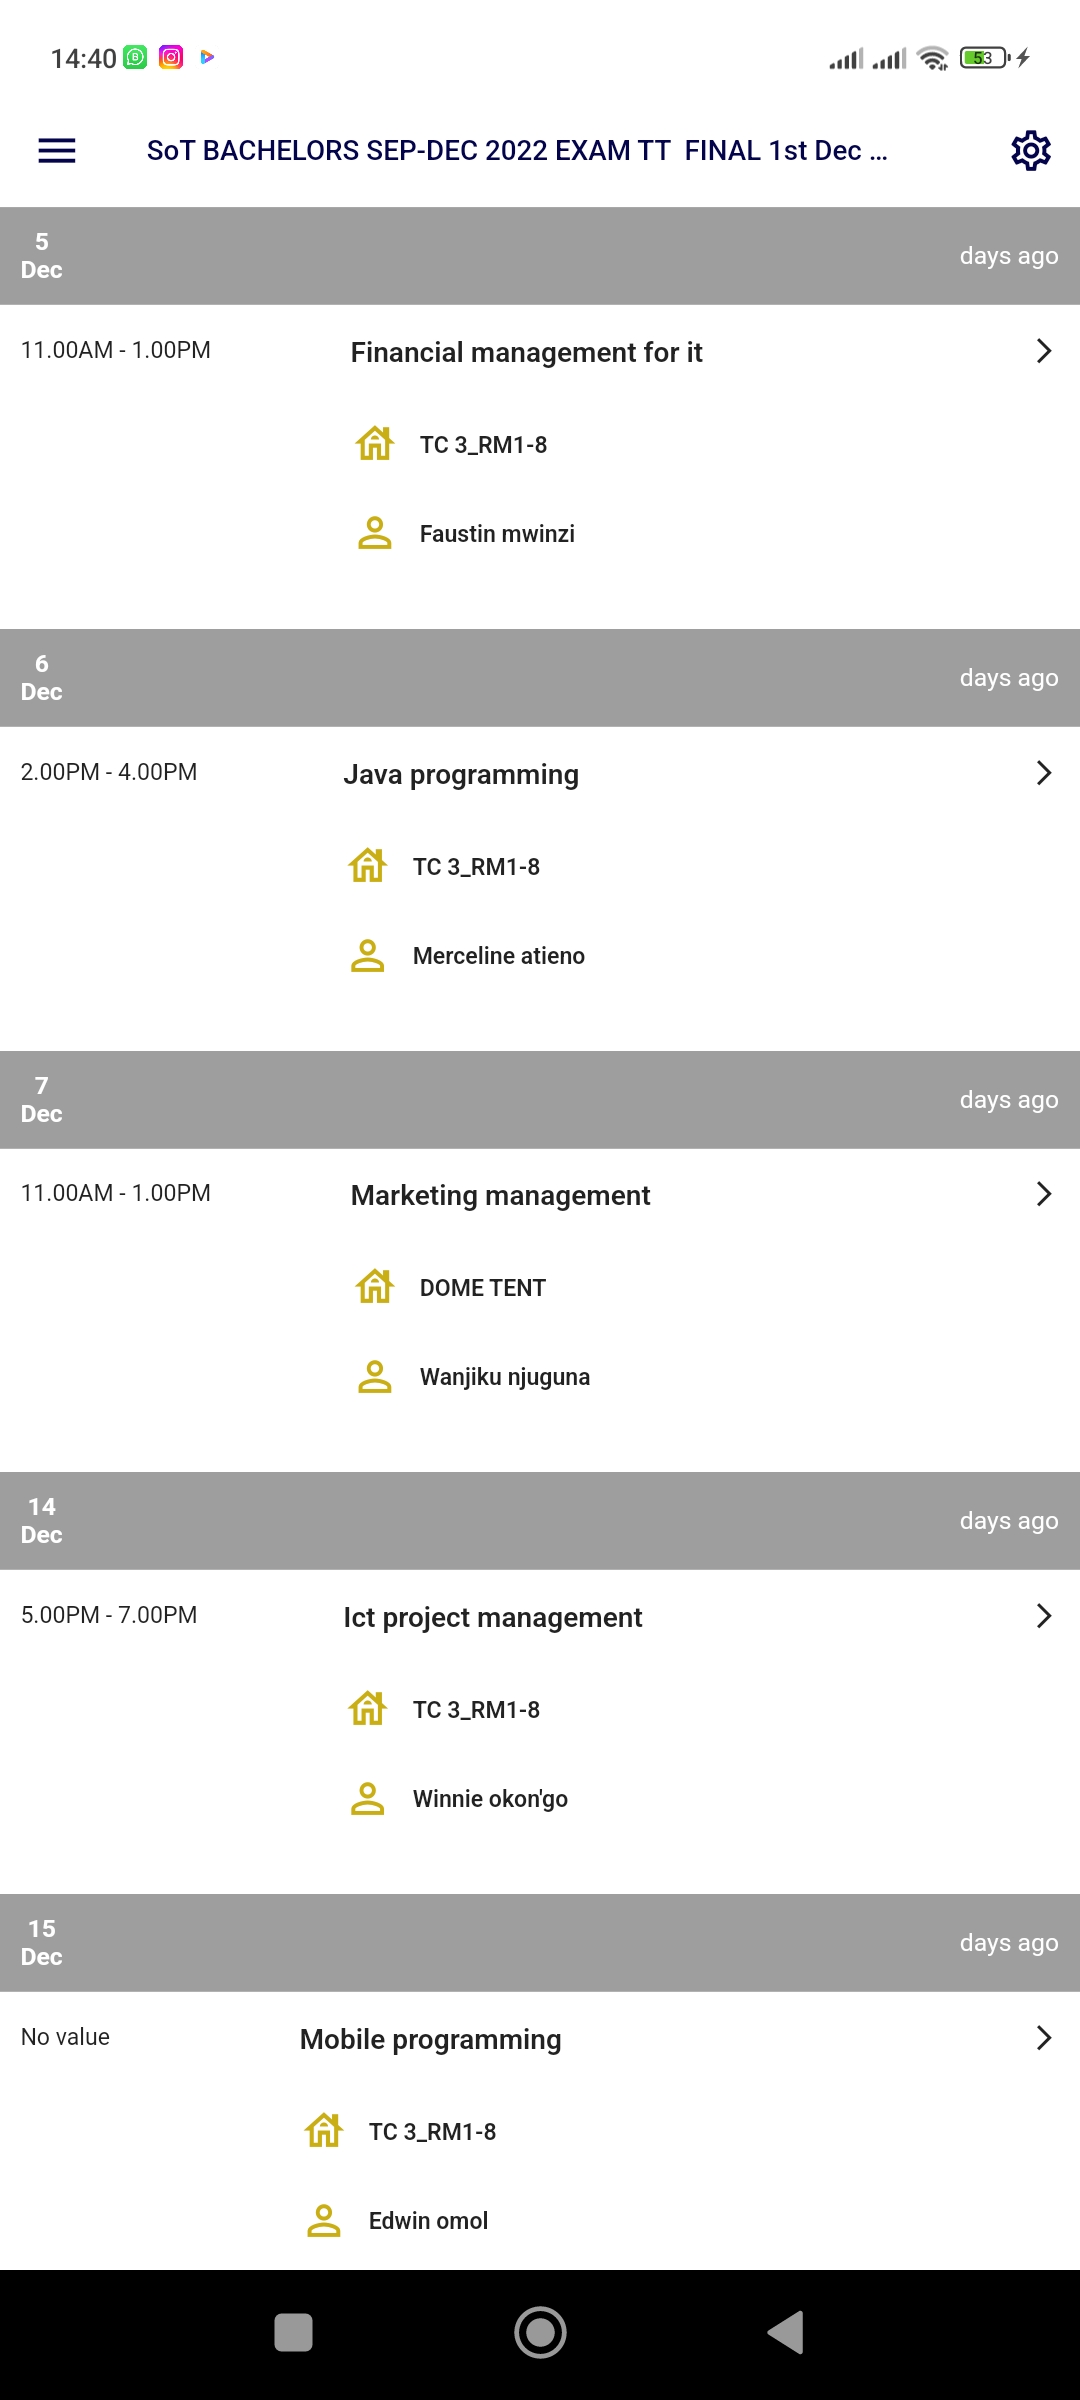 14:40
53
SoT BACHELORS SEP-DEC 2022 EXAM TT  FINAL 1st Dec ...
5
Dec
days ago
11.00AM - 1.00PM
Financial management for it
TC 3_RM1-8
Faustin mwinzi
6
Dec
days ago
2.00PM - 4.00PM
Java programming
TC 3_RM1-8
Merceline atieno
7
Dec
days ago
11.00AM - 1.00PM
Marketing management
DOME TENT
Wanjiku njuguna
14
Dec
days ago
5.00PM - 7.00PM
Ict project management
TC 3_RM1-8
Winnie okon'go
15
Dec
days ago
No value
Mobile programming
TC 3_RM1-8
Edwin omol